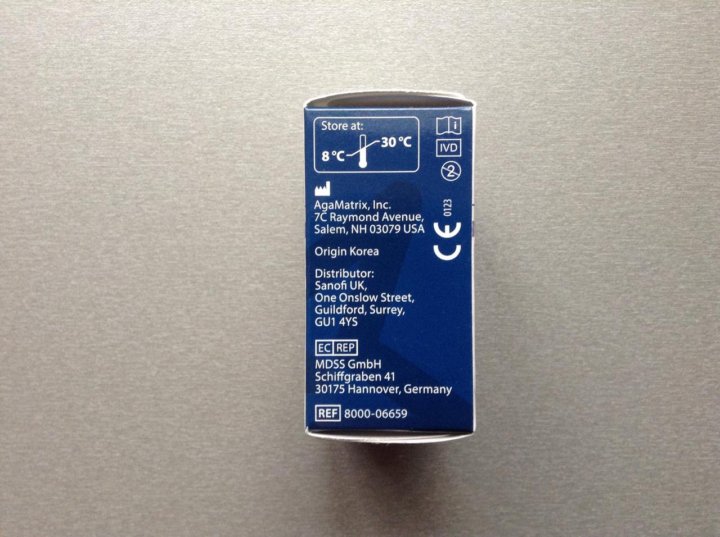 Store at:
8 °C 30 °C
i
IVD
2
AgaMatrix, Inc.
7C Raymond Avenue,
Salem, NH 03079 USA
0123
CE
Origin Korea
Distributor:
Sanofi UK,
One Onslow Street,
Guildford, Surrey,
GU1 4YS
EC REP
MDSS GmbH
Schiffgraben 41
30175 Hannover, Germany
REF 8000-06659